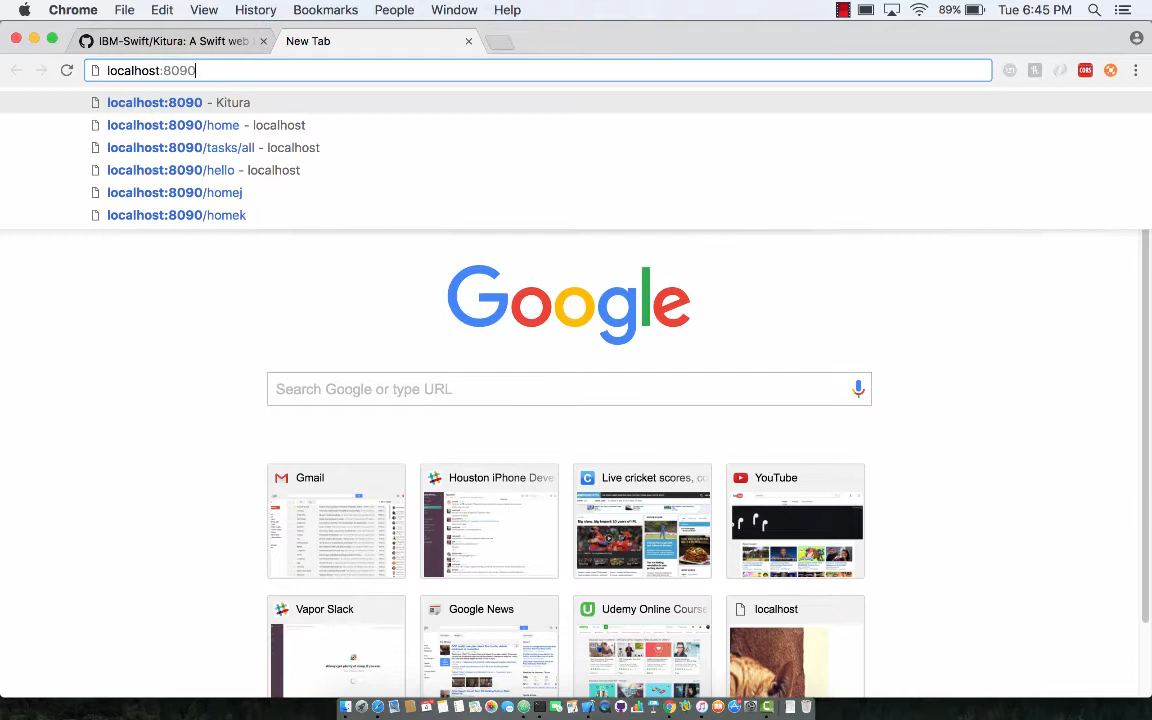 Chrome File Edit View History Bookmarks People Window Help 89% Tue 6:45 PM
IBM-Swift/Kitura: A Swift web New Tab
localhost:8090
localhost:8090 - Kitura
localhost:8090/home - localhost
localhost:8090/tasks/all - localhost
localhost:8090/hello - localhost
localhost:8090/homej
localhost:8090/homek
Google
Search Google or type URL
Gmail Houston iPhone Deve Live cricket scores, co YouTube
Vapor Slack Google News Udemy Online Course localhost